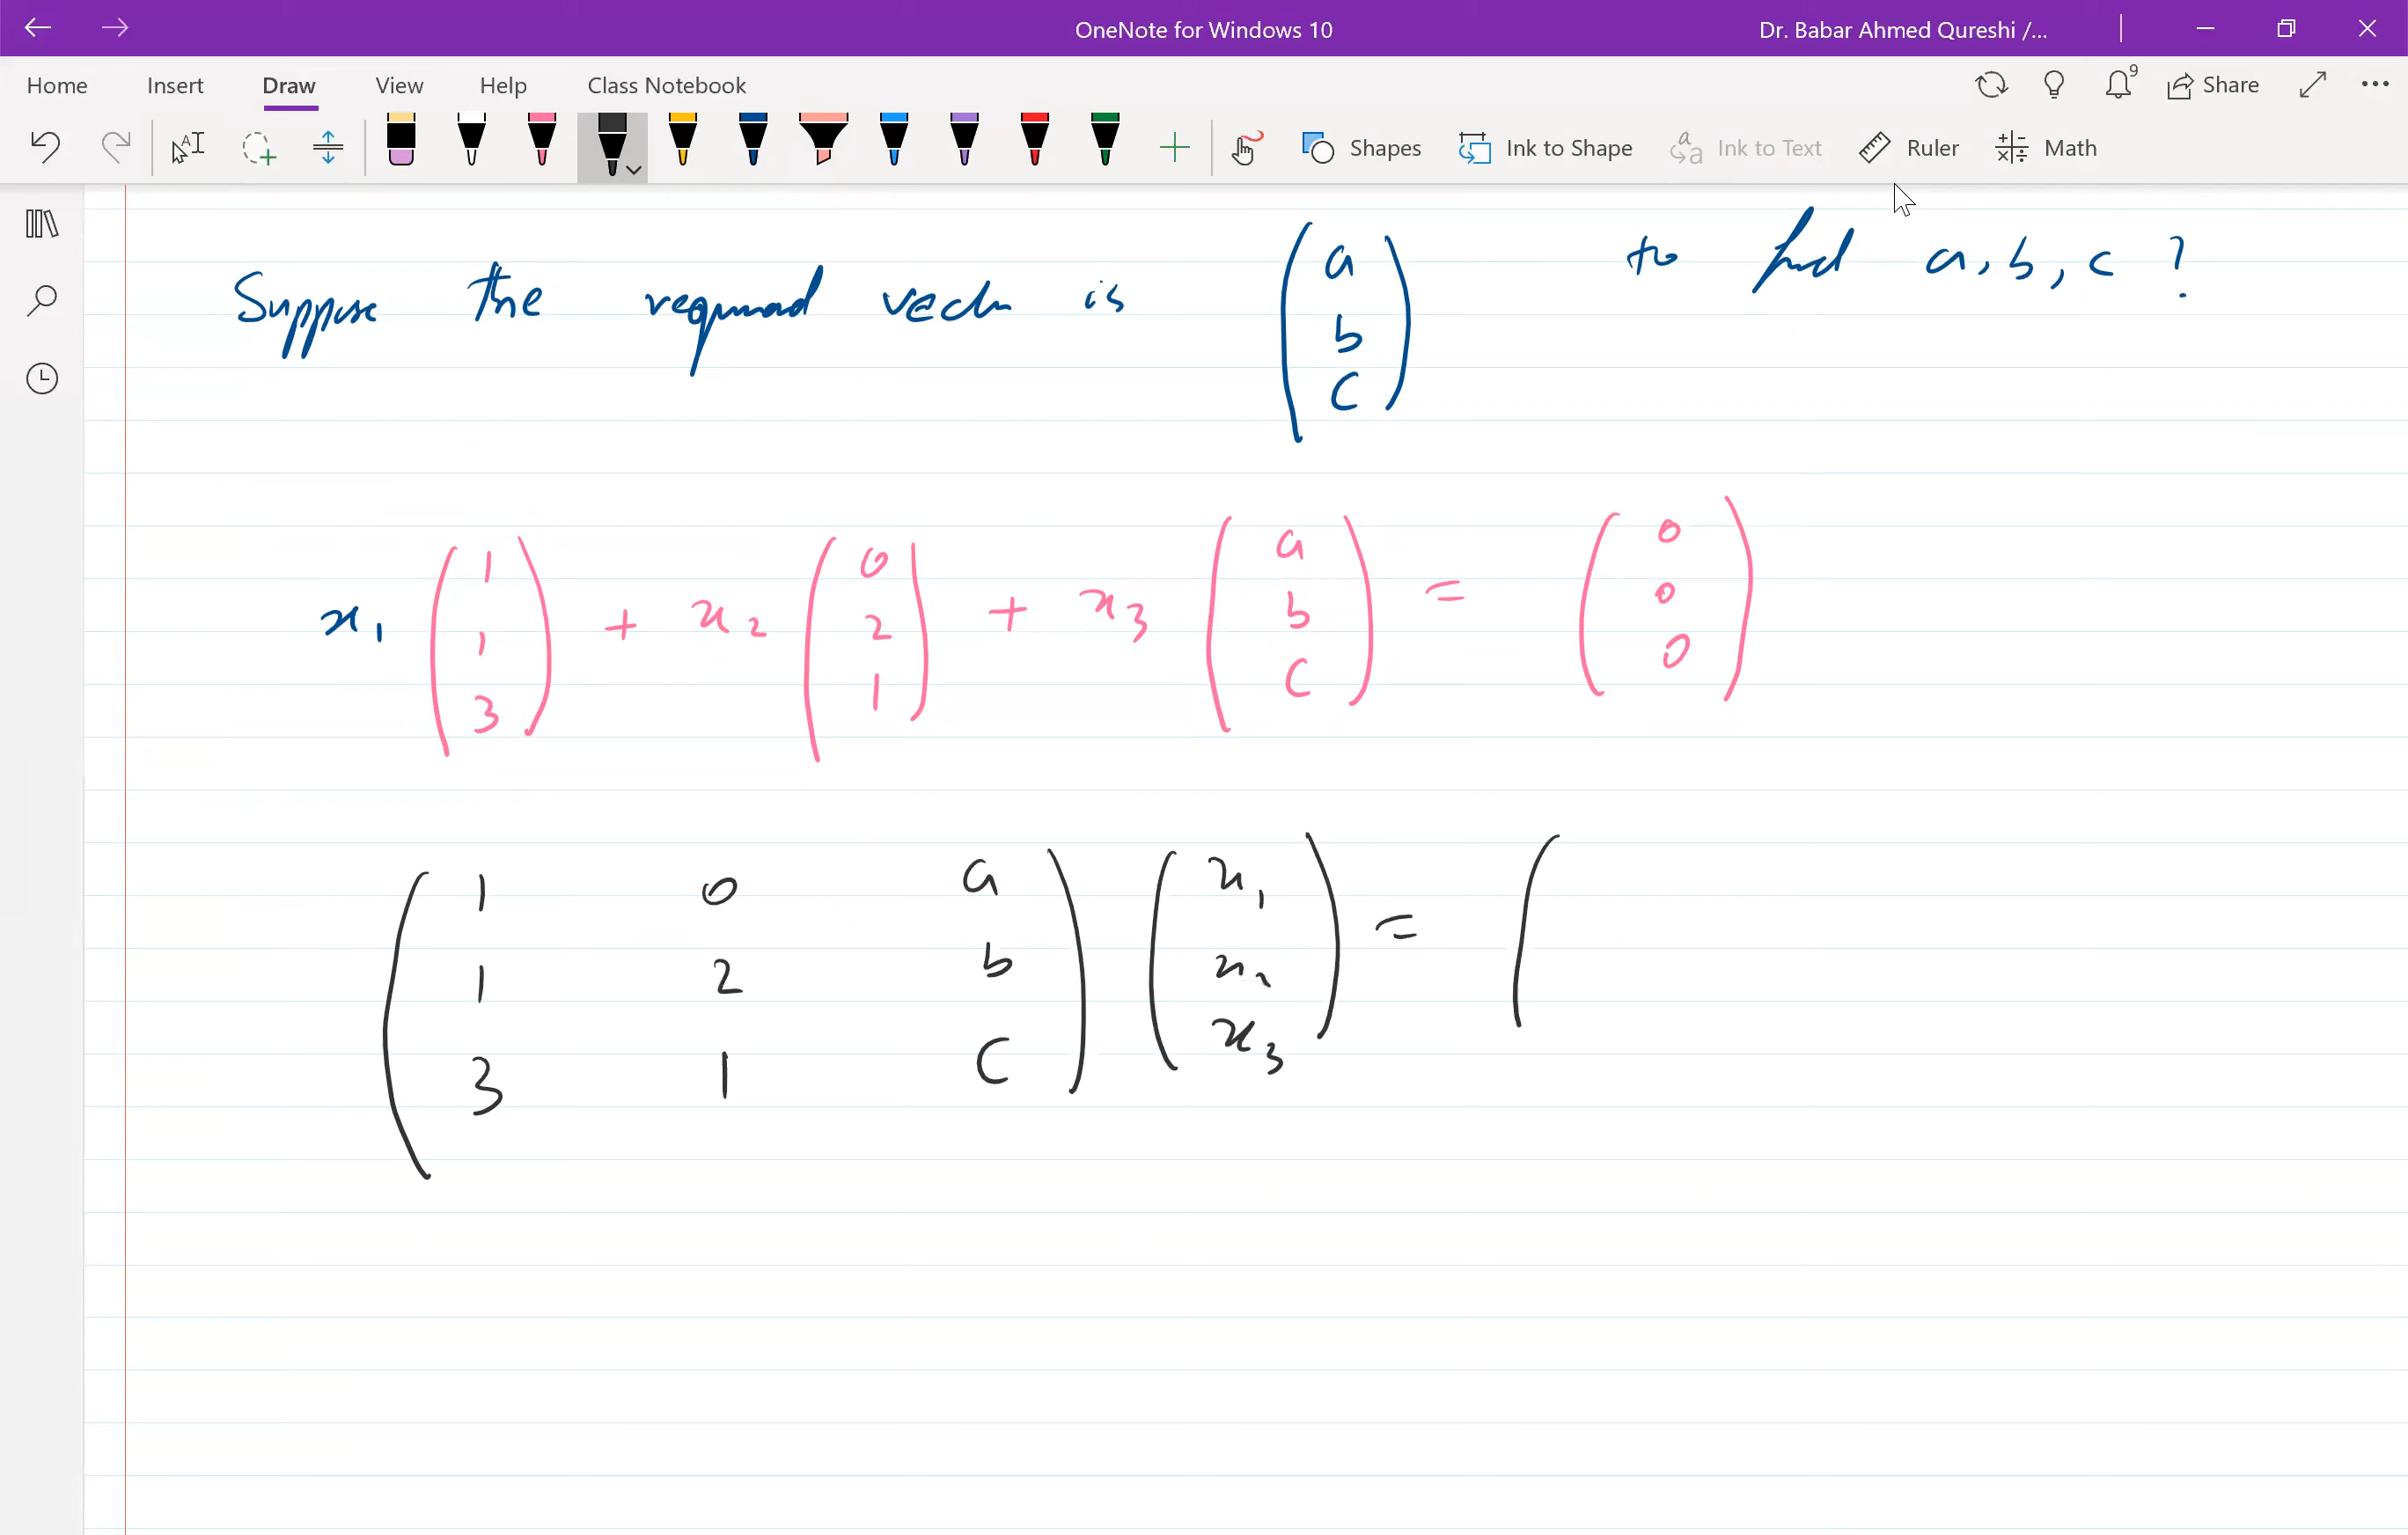 OneNote for Windows 10 Dr. Babar Ahmed Qureshi /...
Home Insert Draw View Help Class Notebook 9 Share
Shapes Ink to Shape Ink to Text Ruler Math
Suppose the required vector is ( a b c ) to find a, b, c ?
x₁ ( 1 1 3 ) + x₂ ( 0 2 1 ) + x₃ ( a b c ) = ( 0 0 0 )
( 1 0 a
1 2 b
3 1 c ) ( x₁ x₂ x₃ ) = (